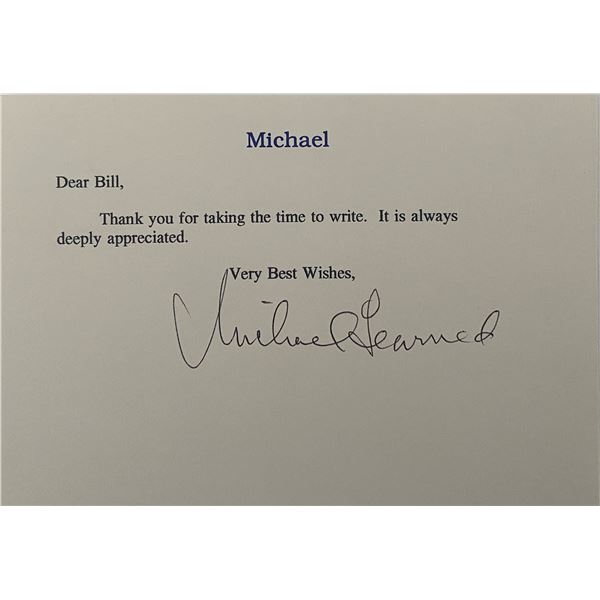 Michael
Dear Bill,
Thank you for taking the time to write. It is always
deeply appreciated.
Very Best Wishes,
Michael Learned